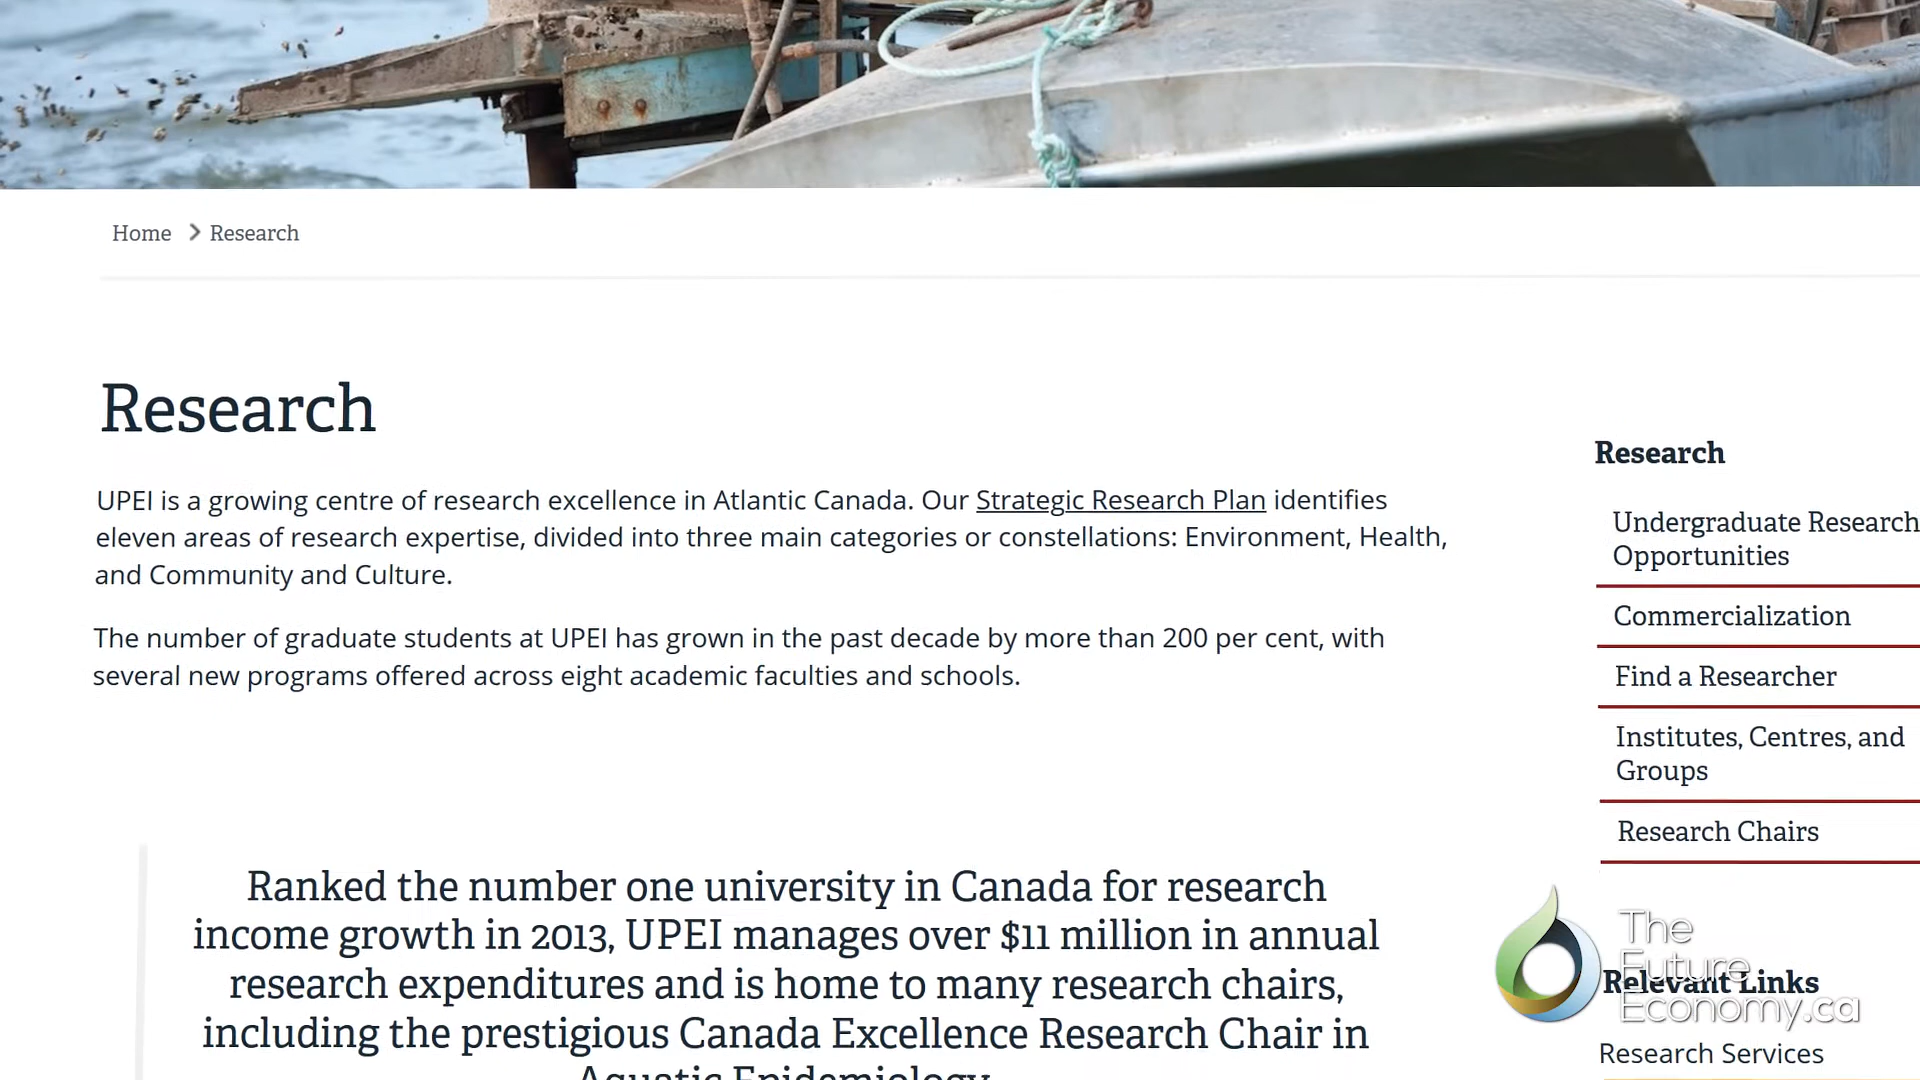 Home > Research
Research
UPEI is a growing centre of research excellence in Atlantic Canada. Our Strategic Research Plan identifies
eleven areas of research expertise, divided into three main categories or constellations: Environment, Health,
and Community and Culture.
The number of graduate students at UPEI has grown in the past decade by more than 200 per cent, with
several new programs offered across eight academic faculties and schools.
Ranked the number one university in Canada for research
income growth in 2013, UPEI manages over $11 million in annual
research expenditures and is home to many research chairs,
including the prestigious Canada Excellence Research Chair in
Aquatic Epidemiology
Research
Undergraduate Research
Opportunities
Commercialization
Find a Researcher
Institutes, Centres, and
Groups
Research Chairs
Relevant Links
Research Services
The
Future
Economy.ca